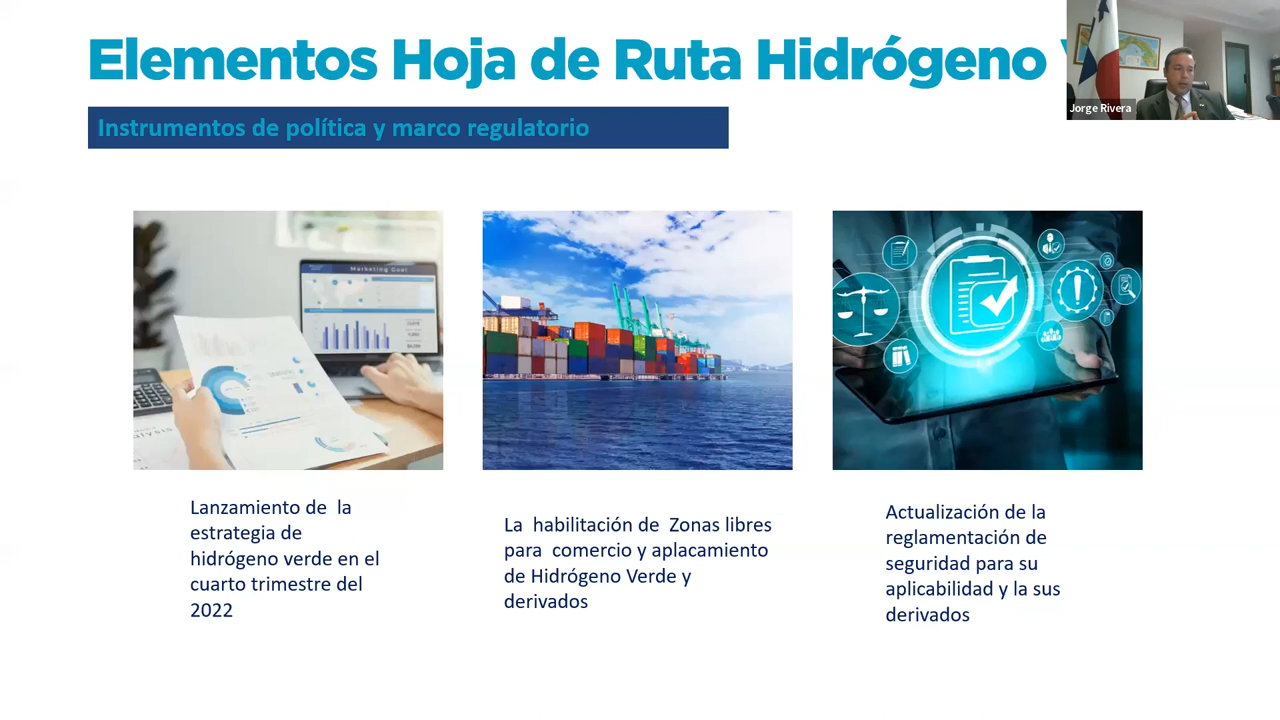 Elementos Hoja de Ruta Hidrógeno
Jorge Rivera
Instrumentos de política y marco regulatorio
Marketing Goal
Lanzamiento de la
estrategia de
hidrógeno verde en el
cuarto trimestre del
2022
La habilitación de Zonas libres
para comercio y aplacamiento
de Hidrógeno Verde y
derivados
Actualización de la
reglamentación de
seguridad para su
aplicabilidad y la sus
derivados